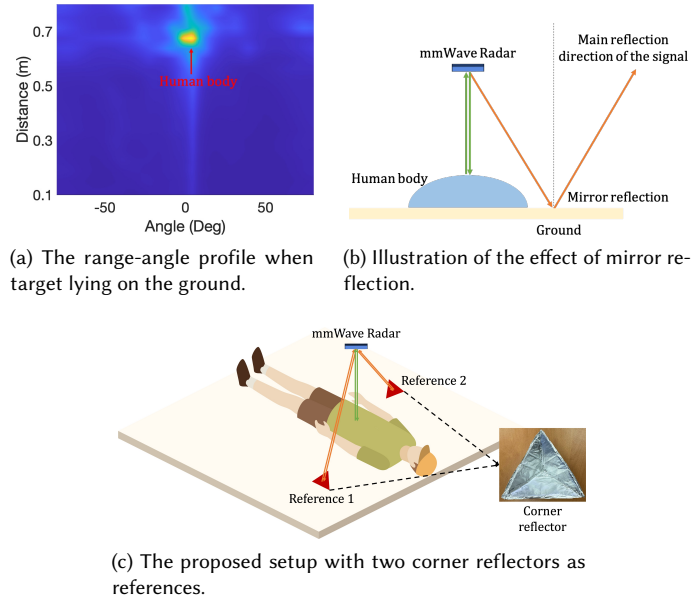 0.7
0.5
0.3
0.1
Distance (m)
Human body
-50
0
50
Angle (Deg)
(a) The range-angle profile when
target lying on the ground.
mmWave Radar
Main reflection
direction of the signal
Human body
Mirror reflection
Ground
(b) Illustration of the effect of mirror re-
flection.
mmWave Radar
Reference 2
Reference 1
Corner
reflector
(c) The proposed setup with two corner reflectors as
references.